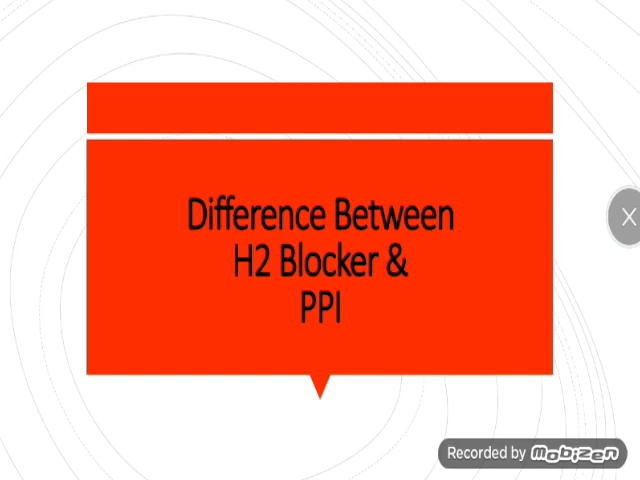 Difference Between
H2 Blocker &
PPI
X
Recorded by Mobizen